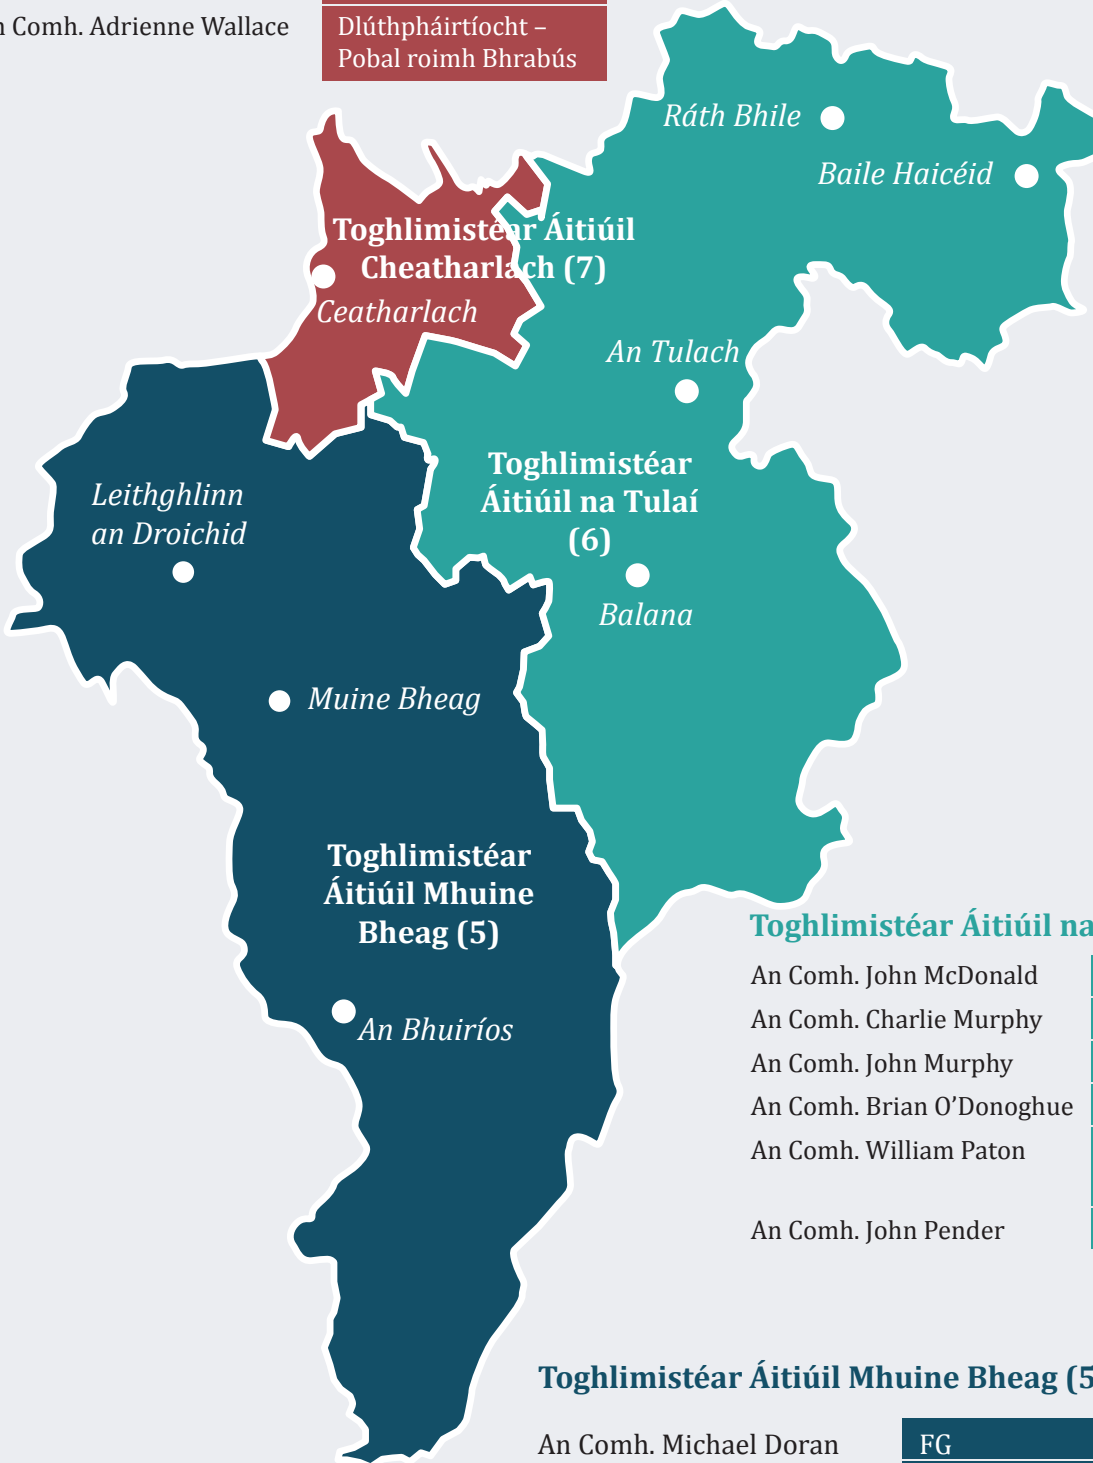 Comh. Adrienne Wallace
Dlúthpháirtíocht –
Pobal roimh Bhrabús
Ráth Bhile
Baile Haicéid
Toghlimistéar Áitiúil
Cheatharlach (7)
Ceatharlach
An Tulach
Toghlimistéar
Áitiúil na Tulaí
(6)
Leithghlinn
an Droichid
Balana
Muine Bheag
Toghlimistéar
Áitiúil Mhuine
Bheag (5)
An Bhuiríos
Toghlimistéar Áitiúil na
An Comh. John McDonald
An Comh. Charlie Murphy
An Comh. John Murphy
An Comh. Brian O’Donoghue
An Comh. William Paton
An Comh. John Pender
Toghlimistéar Áitiúil Mhuine Bheag (5
An Comh. Michael Doran
FG